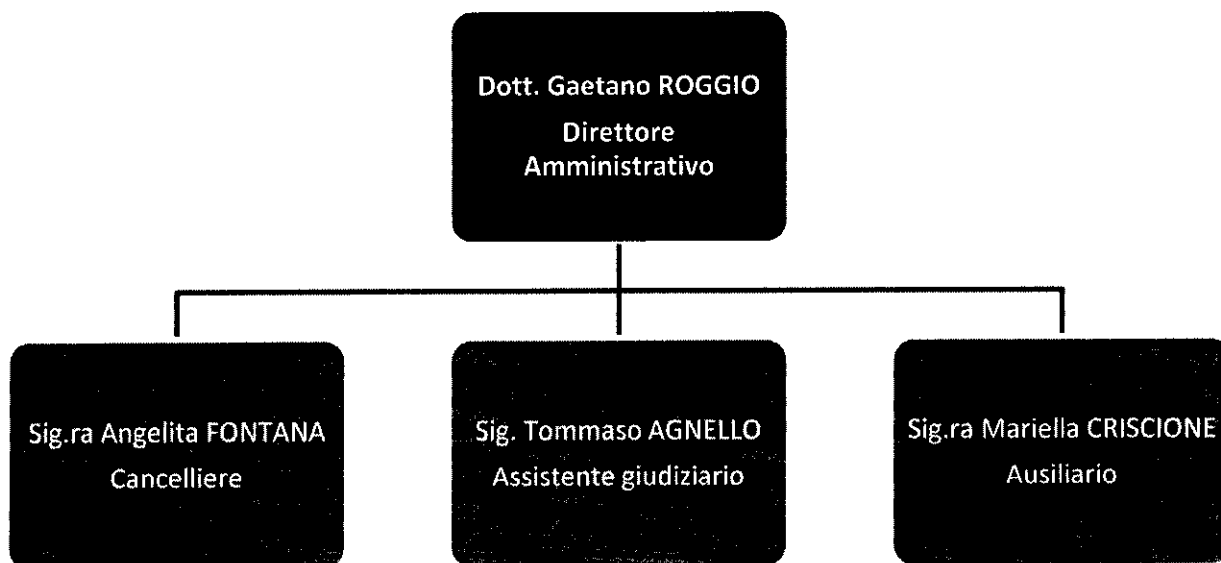 Dott. Gaetano ROGGIO
Direttore
Amministrativo
Sig.ra Angelita FONTANA
Cancelliere
Sig. Tommaso AGNELLO
Assistente giudiziario
Sig.ra Mariella CRISCIONE
Ausiliario